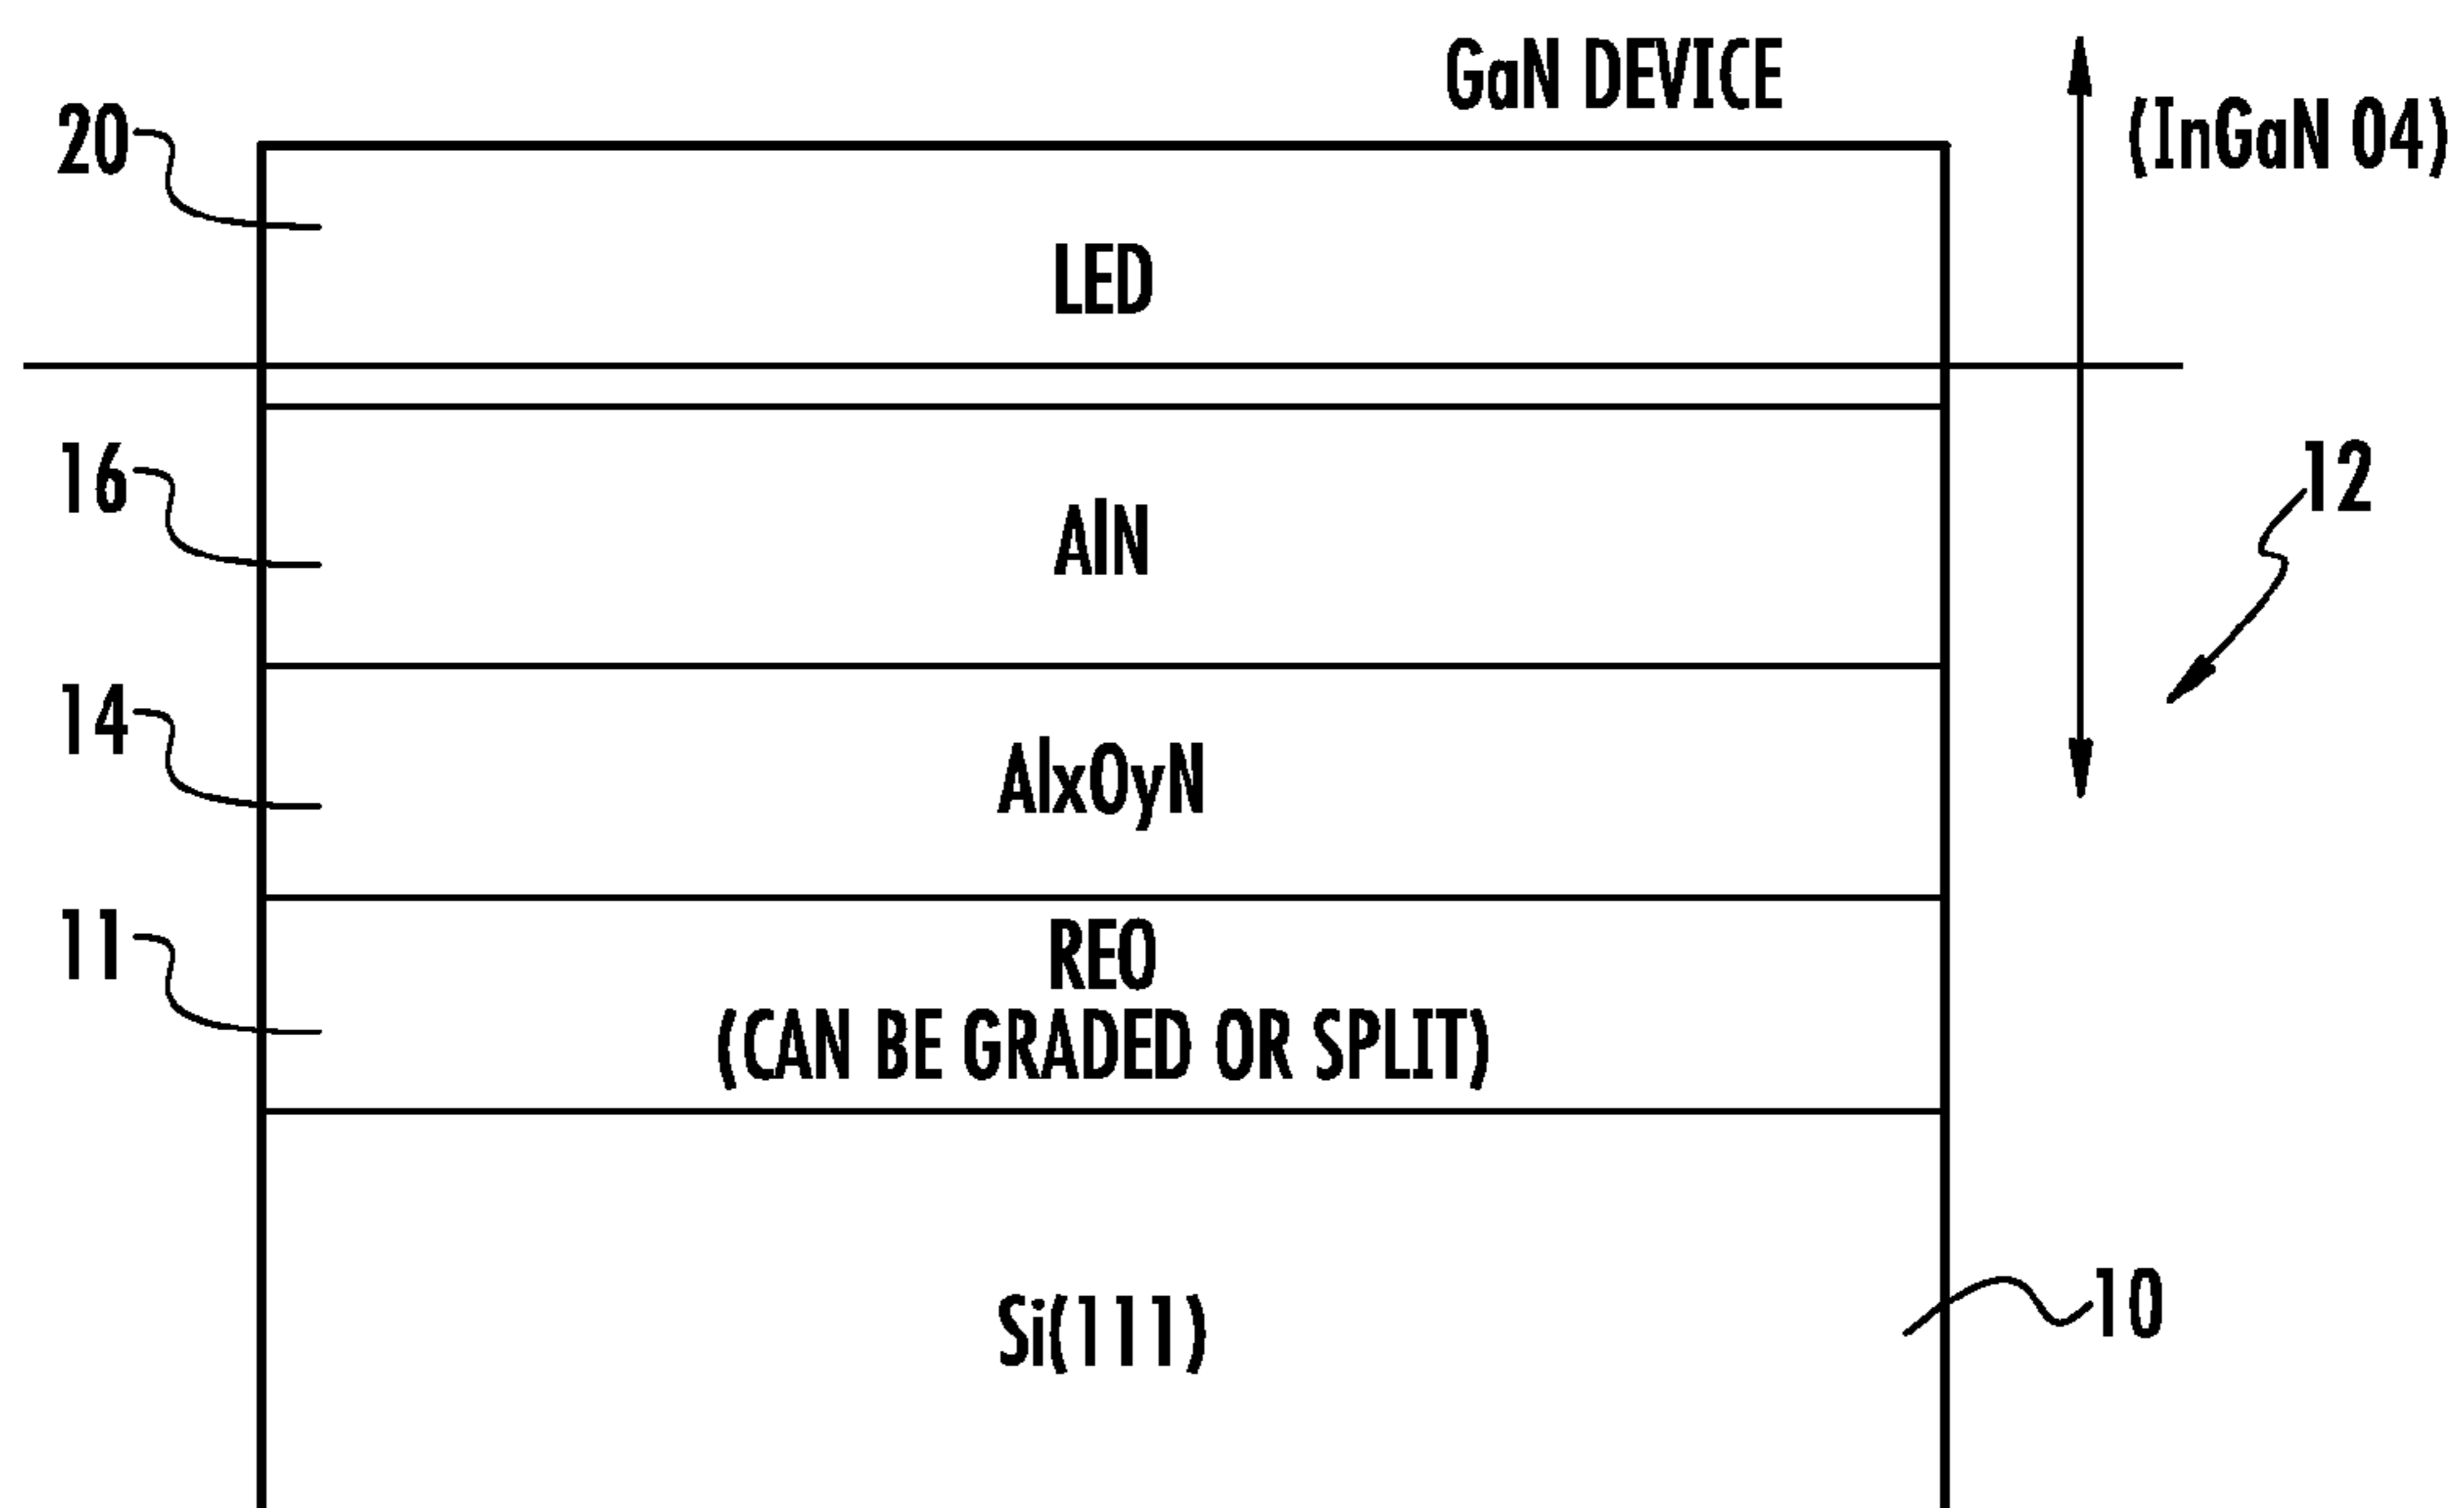 GaN DEVICE
(InGaN 04)
20
LED
16
AlN
12
14
AlxOyN
11
REO
(CAN BE GRADED OR SPLIT)
Si(111)
10